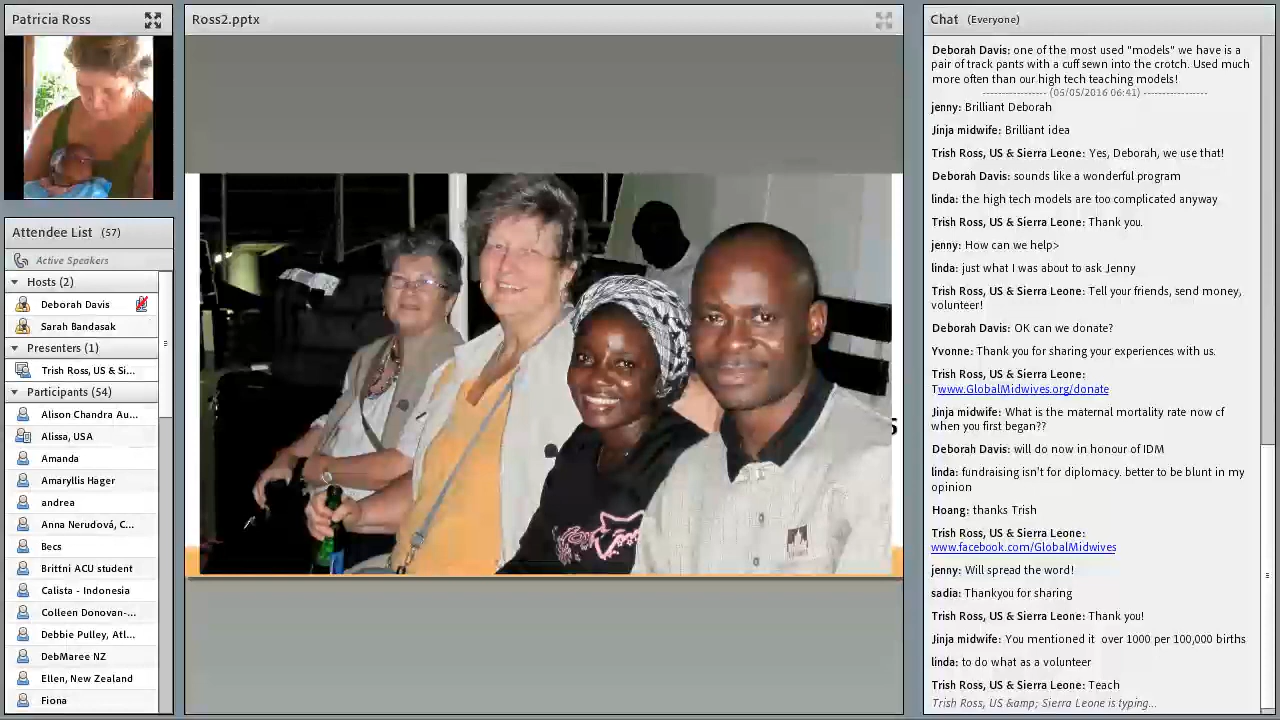 Patricia Ross
Attendee List (57)
Active Speakers
Hosts (2)
Deborah Davis
Sarah Bandasak
Presenters (1)
Trish Ross, US & Si...
Participants (54)
Alison Chandra Au...
Alissa, USA
Amanda
Amaryllis Hager
andrea
Anna Nerudová, C...
Becs
Brittni ACU student
Calista - Indonesia
Colleen Donovan-...
Debbie Pulley, Atl...
DebMaree NZ
Ellen, New Zealand
Fiona
Ross2.pptx
Chat (Everyone)
Deborah Davis: one of the most used "models" we have is a
pair of track pants with a cuff sewn into the crotch. Used much
more often than our high tech teaching models!
------------------ (05/05/2016 06:41) ------------------
jenny: Brilliant Deborah
Jinja midwife: Brilliant idea
Trish Ross, US & Sierra Leone: Yes, Deborah, we use that!
Deborah Davis: sounds like a wonderful program
linda: the high tech models are too complicated anyway
Trish Ross, US & Sierra Leone: Thank you.
jenny: How can we help>
linda: just what I was about to ask Jenny
Trish Ross, US & Sierra Leone: Tell your friends, send money,
volunteer!
Deborah Davis: OK can we donate?
Yvonne: Thank you for sharing your experiences with us.
Trish Ross, US & Sierra Leone:
Twww.GlobalMidwives.org/donate
Jinja midwife: What is the maternal mortality rate now cf
when you first began??
Deborah Davis: will do now in honour of IDM
linda: fundraising isn't for diplomacy. better to be blunt in my
opinion
Hoang: thanks Trish
Trish Ross, US & Sierra Leone:
www.facebook.com/GlobalMidwives
jenny: Will spread the word!
sadia: Thankyou for sharing
Trish Ross, US & Sierra Leone: Thank you!
Jinja midwife: You mentioned it over 1000 per 100,000 births
linda: to do what as a volunteer
Trish Ross, US & Sierra Leone: Teach
Trish Ross, US &amp; Sierra Leone is typing...